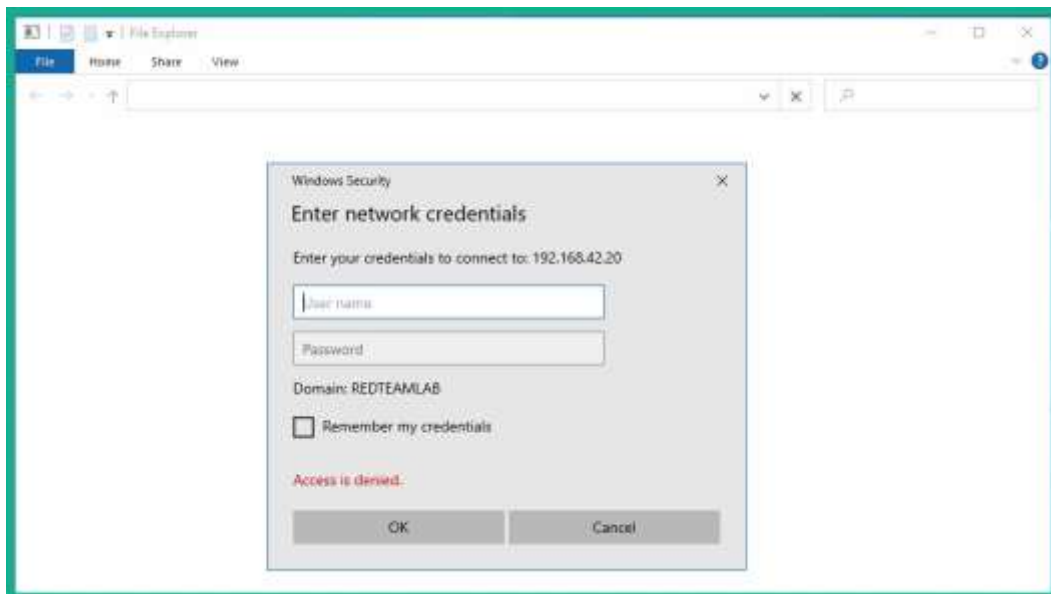 File Explorer
File Home Share View
Windows Security
Enter network credentials
Enter your credentials to connect to: 192.168.42.20
User name
Password
Domain: REDTEAMLAB
Remember my credentials
Access is denied.
OK Cancel